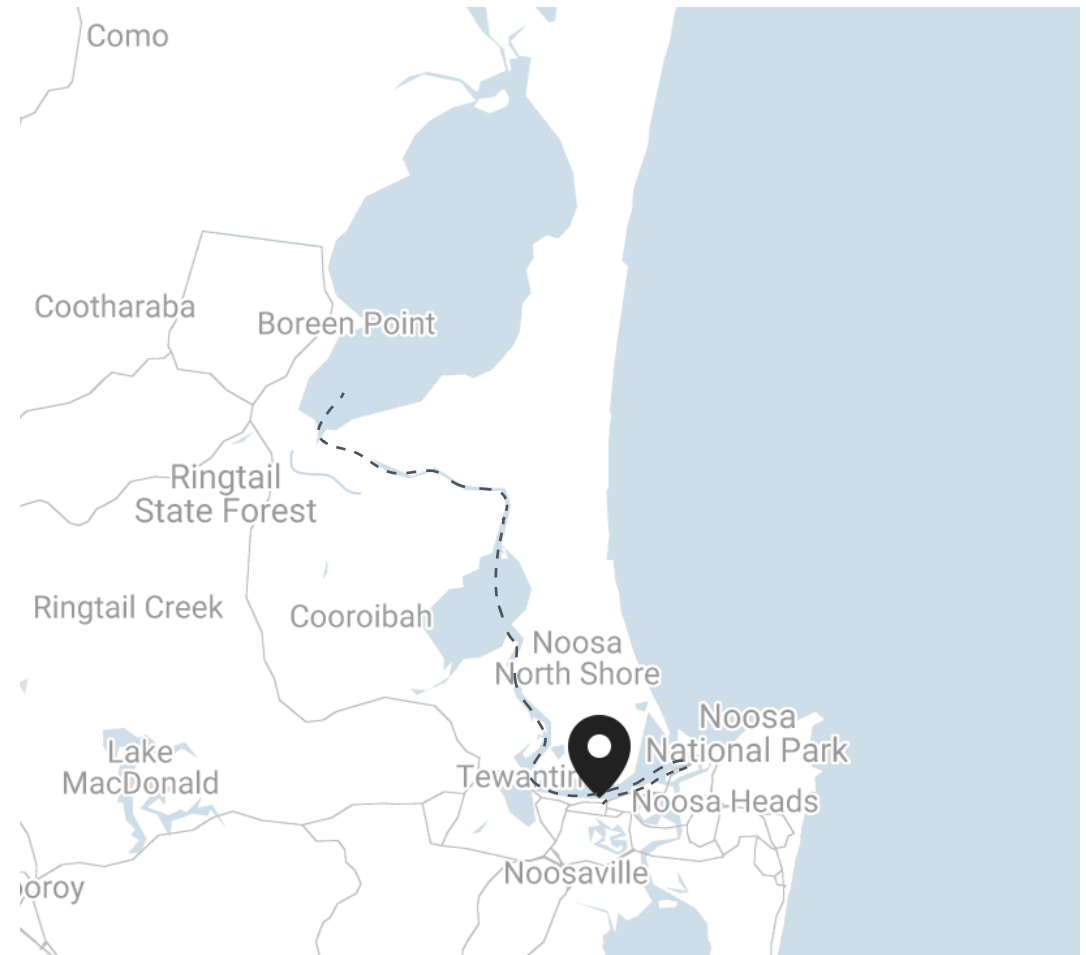 Como
Cootharaba
Boreen Point
Ringtail
State Forest
Ringtail Creek
Cooroibah
Noosa
North Shore
Noosa
National Park
Lake
MacDonald
Tewantin
Noosa Heads
Noosaville
oroy